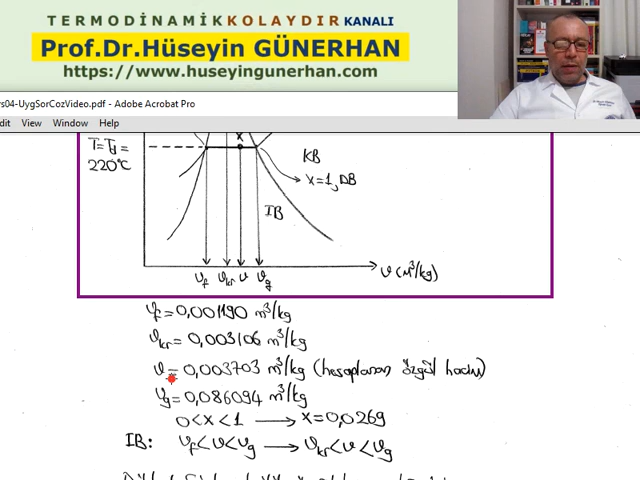 TERMODİNAMİKKOLAYDIR KANALI
Prof.Dr.Hüseyin GÜNERHAN
https://www.huseyingunerhan.com
rs04-UygSorCozVideo.pdf - Adobe Acrobat Pro
dit View Window Help
T=Td=
220°C
x
KB
x=1, DB
İB
vf vkr v vg
v(m³/kg)
vf=0,001190 m³/kg
vkr=0,003106 m³/kg
v=0,003703 m³/kg (hesaplanan özgül hacim)
vg=0,086094 m³/kg
0<x<1 → x=0,0269
IB: vf<v<vg → vkr<v<vg